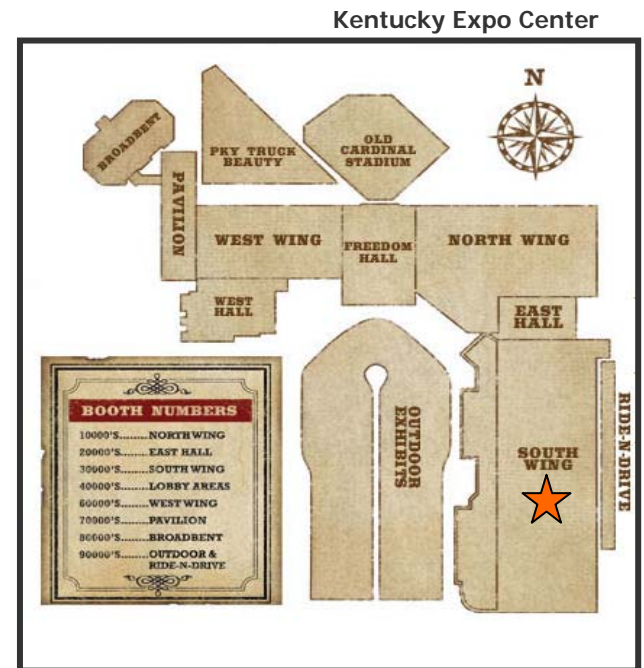 Kentucky Expo Center
N
BROADBENT
PKY TRUCK
BEAUTY
OLD
CARDINAL
STADIUM
PAVILION
WEST WING
FREEDOM
HALL
NORTH WING
WEST
HALL
EAST
HALL
OUTDOOR
EXHIBITS
SOUTH
WING
RIDE-N-DRIVE
BOOTH NUMBERS
10000'S.........NORTH WING
20000'S.........EAST HALL
30000'S.........SOUTH WING
40000'S.........LOBBY AREAS
60000'S.........WEST WING
70000'S.........PAVILION
80000'S.........BROADBENT
90000'S.........OUTDOOR &
RIDE-N-DRIVE